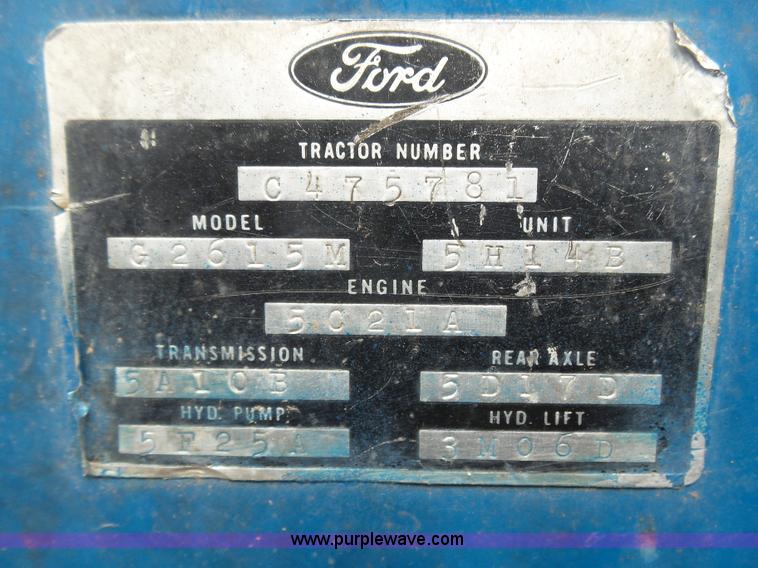 Ford
TRACTOR NUMBER
C475781
MODEL UNIT
G2615M 5H14B
ENGINE
5C21A
TRANSMISSION REAR AXLE
5A10B 5D17D
HYD. PUMP HYD. LIFT
5F25A 3M06D
www.purplewave.com